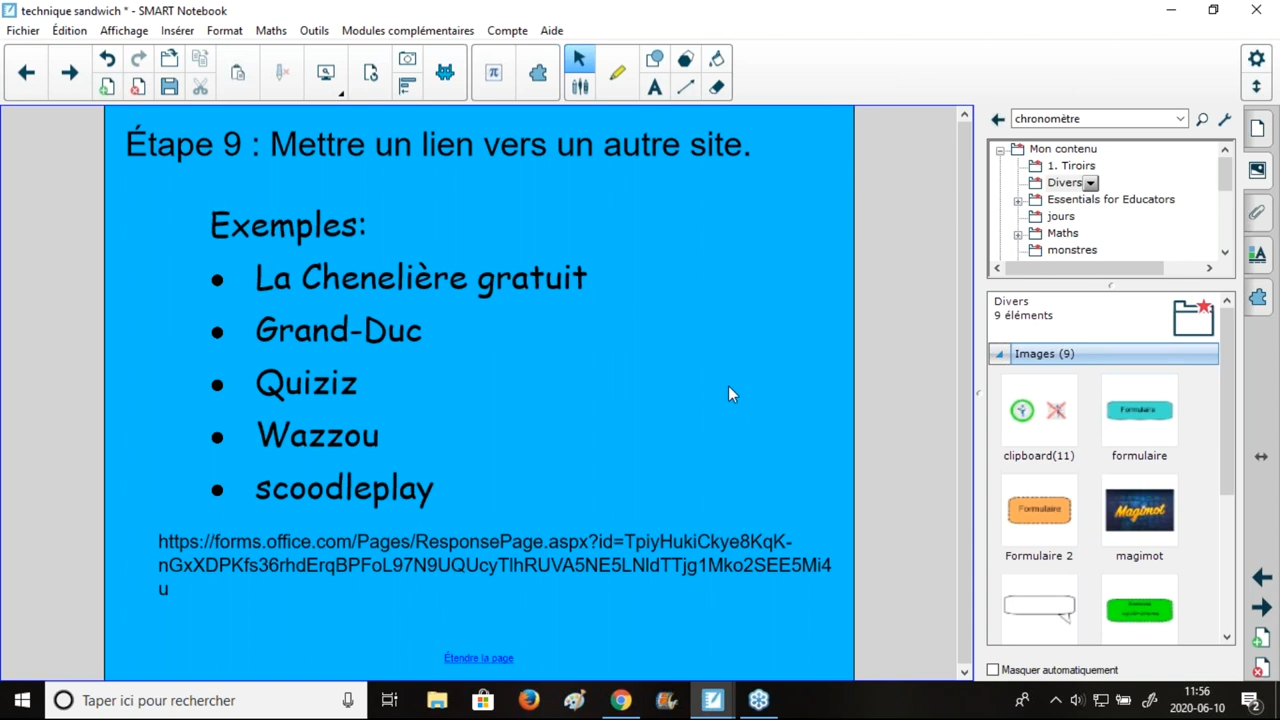 technique sandwich * - SMART Notebook
Fichier Édition Affichage Insérer Format Maths Outils Modules complémentaires Compte Aide
Étape 9 : Mettre un lien vers un autre site.
Exemples:
• La Chenelière gratuit
• Grand-Duc
• Quiziz
• Wazzou
• scoodleplay
https://forms.office.com/Pages/ResponsePage.aspx?id=TpiyHukiCkye8KqK-
nGxXDPKfs36rhdErqBPFoL97N9UQUcyTlhRUVA5NE5LNldTTjg1Mko2SEE5Mi4
u
Étendre la page
chronomètre
Mon contenu
1. Tiroirs
Divers
Essentials for Educators
jours
Maths
monstres
Divers
9 éléments
Images (9)
Formulaire
clipboard(11) formulaire
Formulaire Magimot
Formulaire 2 magimot
Masquer automatiquement
Taper ici pour rechercher
11:56
2020-06-10
2